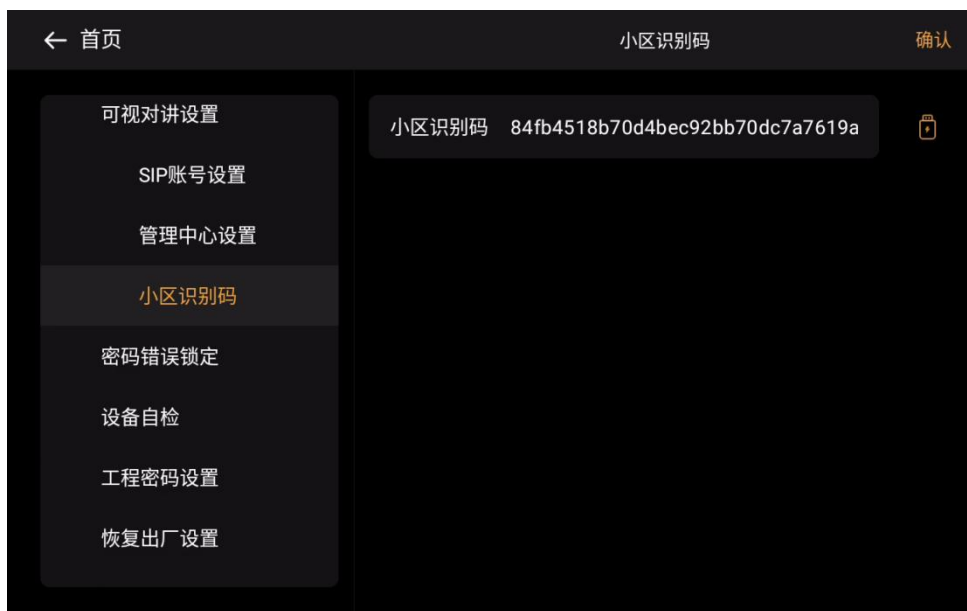 首页
小区识别码
确认
可视对讲设置
SIP账号设置
管理中心设置
小区识别码
密码错误锁定
设备自检
工程密码设置
恢复出厂设置
小区识别码 84fb4518b70d4bec92bb70dc7a7619a